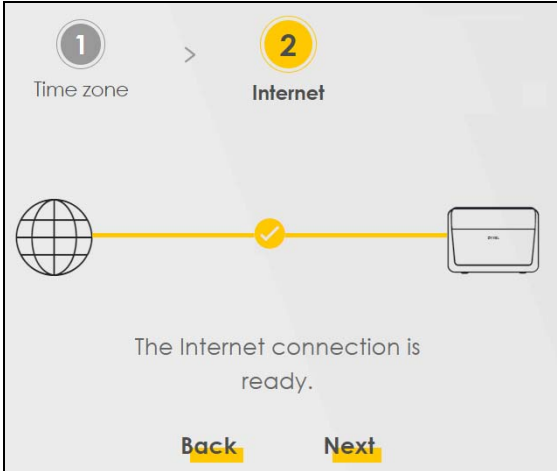 1
>
2
Time zone
Internet
The Internet connection is
ready.
Back
Next